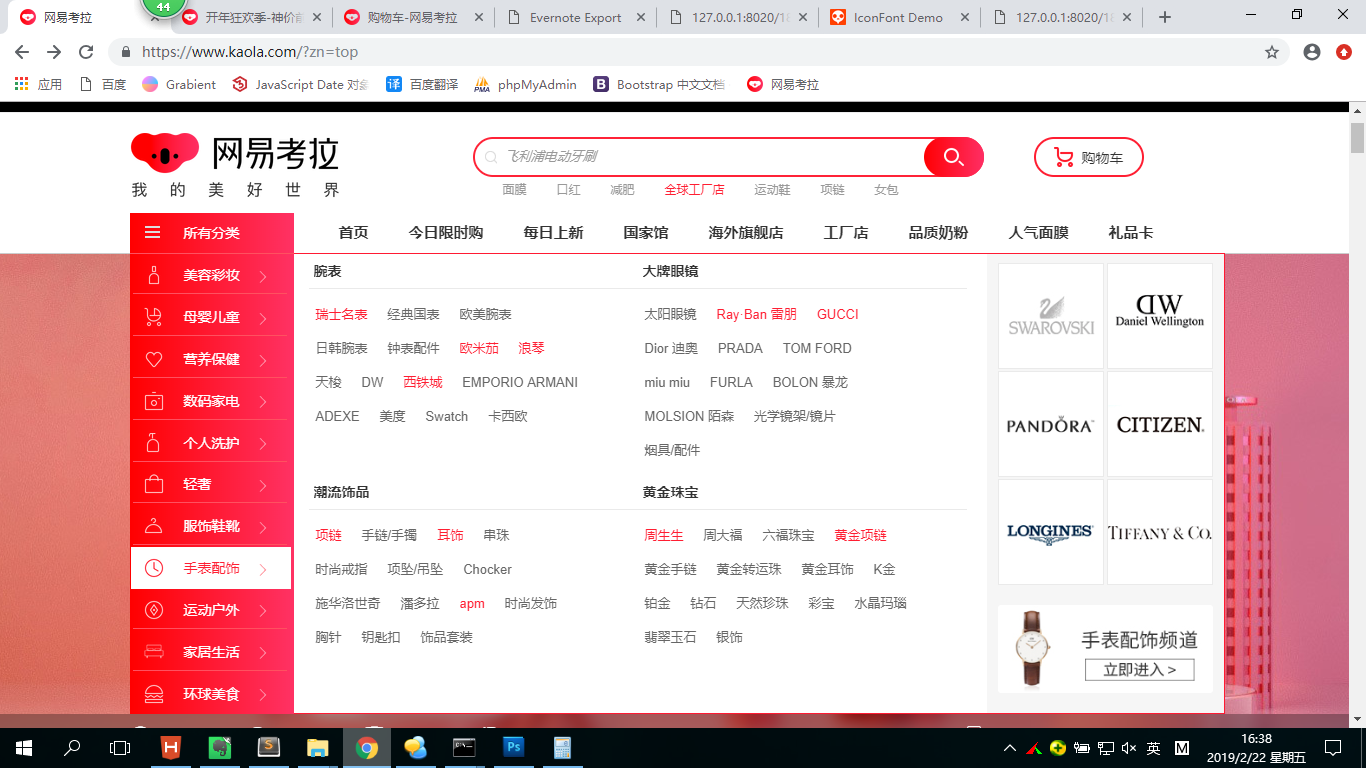 网易考拉
44
开年狂欢季-神价
购物车-网易考拉
Evernote Export
127.0.0.1:8020/
IconFont Demo
127.0.0.1:8020/
https://www.kaola.com/?zn=top
应用
百度
Grabient
JavaScript Date 对
译 百度翻译
PMA phpMyAdmin
B Bootstrap 中文文档
网易考拉
网易考拉
我的美好世界
飞利浦电动牙刷
购物车
面膜 口红 减肥 全球工厂店 运动鞋 项链 女包
所有分类
首页 今日限时购 每日上新 国家馆 海外旗舰店 工厂店 品质奶粉 人气面膜 礼品卡
美容彩妆
母婴儿童
营养保健
数码家电
个人洗护
轻奢
服饰鞋靴
手表配饰
运动户外
家居生活
环球美食
腕表
瑞士名表 经典国表 欧美腕表
日韩腕表 钟表配件 欧米茄 浪琴
天梭 DW 西铁城 EMPORIO ARMANI
ADEXE 美度 Swatch 卡西欧
大牌眼镜
太阳眼镜 Ray·Ban 雷朋 GUCCI
Dior 迪奥 PRADA TOM FORD
miu miu FURLA BOLON 暴龙
MOLSION 陌森 光学镜架/镜片
烟具/配件
潮流饰品
项链 手链/手镯 耳饰 串珠
时尚戒指 项坠/吊坠 Chocker
施华洛世奇 潘多拉 apm 时尚发饰
胸针 钥匙扣 饰品套装
黄金珠宝
周生生 周大福 六福珠宝 黄金项链
黄金手链 黄金转运珠 黄金耳饰 K金
铂金 钻石 天然珍珠 彩宝 水晶玛瑙
翡翠玉石 银饰
SWAROVSKI
DW
Daniel Wellington
PANDÖRA
CITIZEN
LONGINES
TIFFANY & CO.
手表配饰频道
立即进入 >
英 M
16:38
2019/2/22 星期五